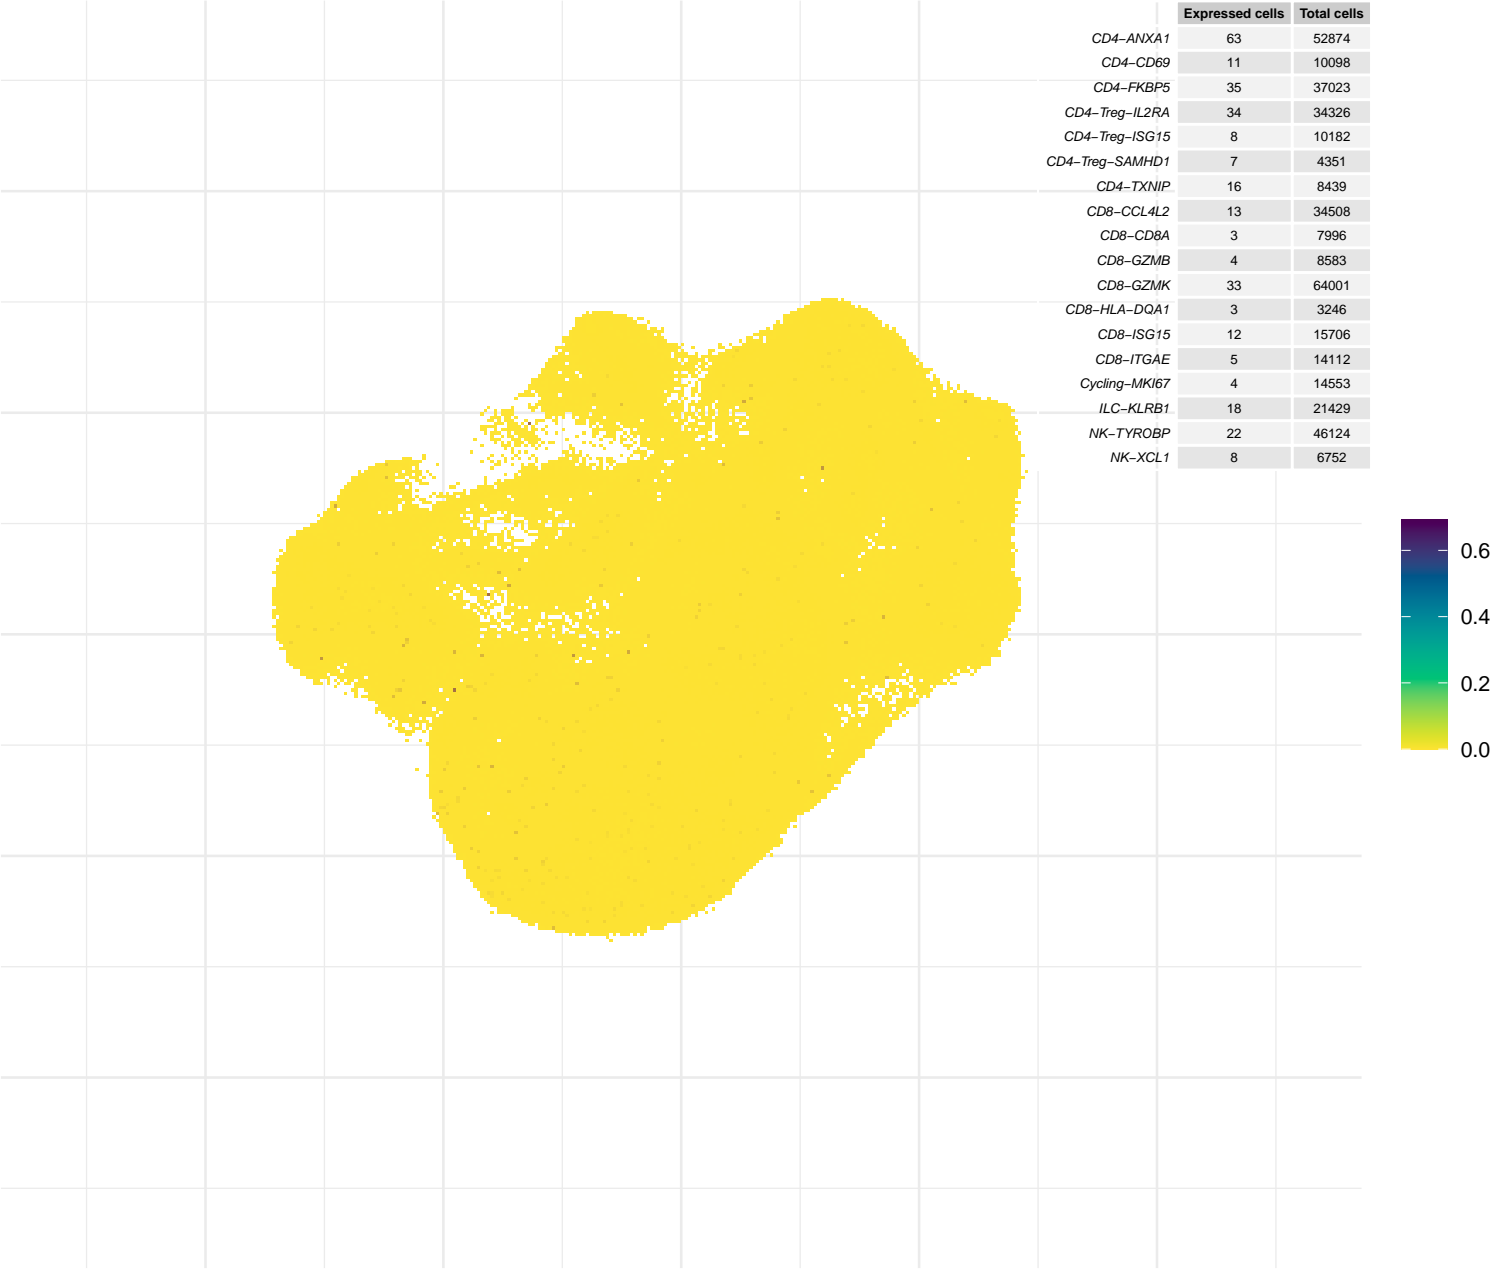 Expressed cells Total cells
CD4−ANXA1 63 52874
CD4−CD69 11 10098
CD4−FKBP5 35 37023
CD4−Treg−IL2RA 34 34326
CD4−Treg−ISG15 8 10182
CD4−Treg−SAMHD1 7 4351
CD4−TXNIP 16 8439
CD8−CCL4L2 13 34508
CD8−CD8A 3 7996
CD8−GZMB 4 8583
CD8−GZMK 33 64001
CD8−HLA−DQA1 3 3246
CD8−ISG15 12 15706
CD8−ITGAE 5 14112
Cycling−MKI67 4 14553
ILC−KLRB1 18 21429
NK−TYROBP 22 46124
NK−XCL1 8 6752
0.6
0.4
0.2
0.0